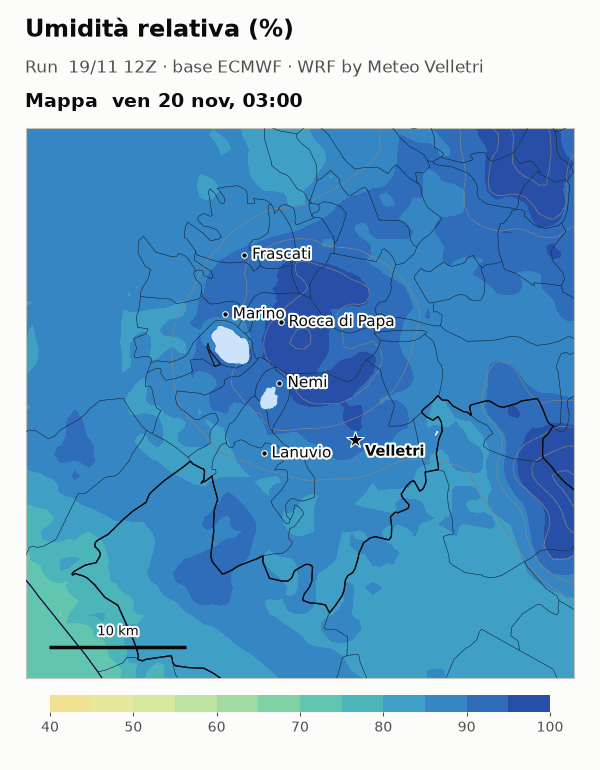 Umidità relativa (%)
Run  19/11 12Z · base ECMWF · WRF by Meteo Velletri
Mappa  ven 20 nov, 03:00
Frascati
Marino
Rocca di Papa
Nemi
Velletri
Lanuvio
10 km
40 50 60 70 80 90 100